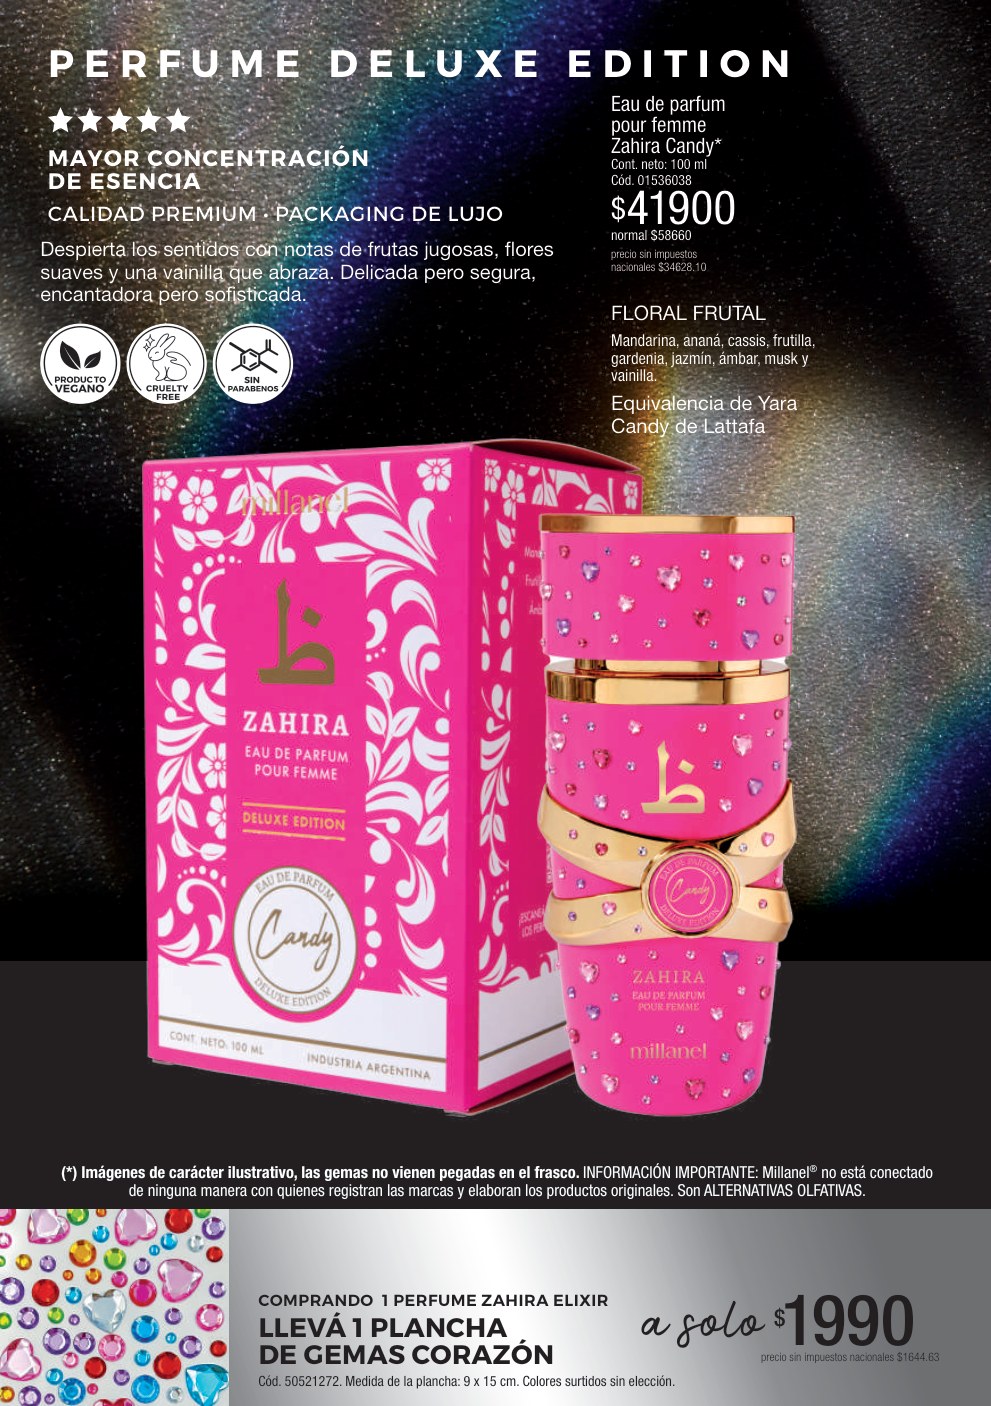 PERFUME DELUXE EDITION
MAYOR CONCENTRACIÓN
DE ESENCIA
CALIDAD PREMIUM · PACKAGING DE LUJO
Despierta los sentidos con notas de frutas jugosas, flores
suaves y una vainilla que abraza. Delicada pero segura,
encantadora pero sofisticada.
PRODUCTO
VEGANO
CRUELTY
FREE
SIN
PARABENOS
Eau de parfum
pour femme
Zahira Candy*
Cont. neto: 100 ml
Cód. 01536038
$41900
normal $58660
precio sin impuestos
nacionales $34628.10
FLORAL FRUTAL
Mandarina, ananá, cassis, frutilla,
gardenia, jazmín, ámbar, musk y
vainilla.
Equivalencia de Yara
Candy de Lattafa
millanel
ظ
ZAHIRA
EAU DE PARFUM
POUR FEMME
DELUXE EDITION
EAU DE PARFUM
Candy
DELUXE EDITION
CONT. NETO: 100 ML
INDUSTRIA ARGENTINA
ظ
EAU DE PARFUM
Candy
DELUXE EDITION
ZAHIRA
EAU DE PARFUM
POUR FEMME
millanel
(*) Imágenes de carácter ilustrativo, las gemas no vienen pegadas en el frasco. INFORMACIÓN IMPORTANTE: Millanel® no está conectado
de ninguna manera con quienes registran las marcas y elaboran los productos originales. Son ALTERNATIVAS OLFATIVAS.
COMPRANDO 1 PERFUME ZAHIRA ELIXIR
LLEVÁ 1 PLANCHA
DE GEMAS CORAZÓN
Cód. 50521272. Medida de la plancha: 9 x 15 cm. Colores surtidos sin elección.
a solo $1990
precio sin impuestos nacionales $1644.63